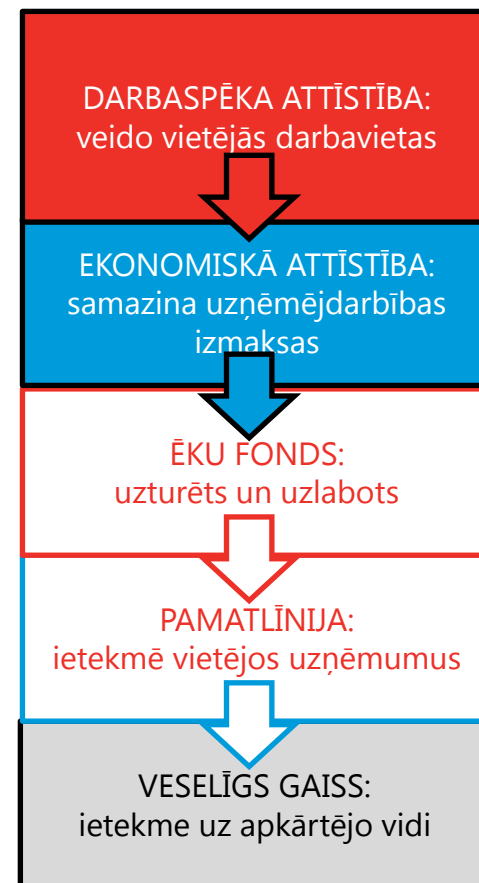 DARBASPĒKA ATTĪSTĪBA:
veido vietējās darbavietas
EKONOMISKĀ ATTĪSTĪBA:
samazina uzņēmējdarbības
izmaksas
ĒKU FONDS:
uzturēts un uzlabots
PAMATLĪNIJA:
ietekmē vietējos uzņēmumus
VESELĪGS GAISS:
ietekme uz apkārtējo vidi